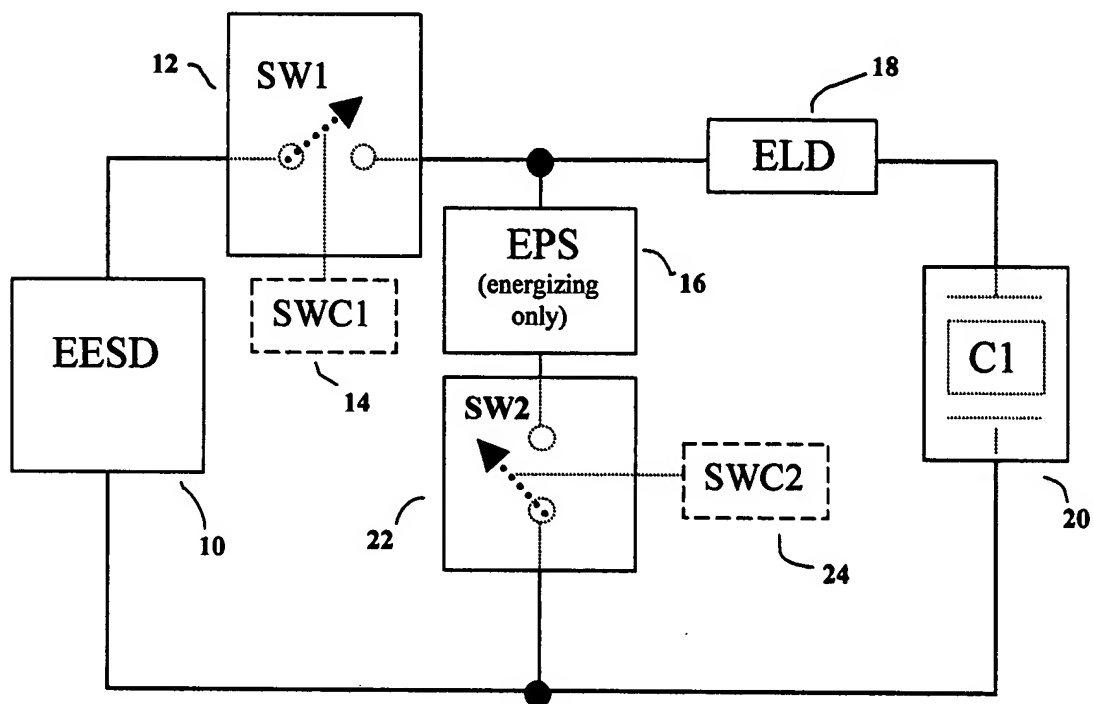 12
SW1
18
ELD
EPS
(energizing
only)
16
SWC1
14
EESD
C1
SW2
SWC2
22
24
10
20